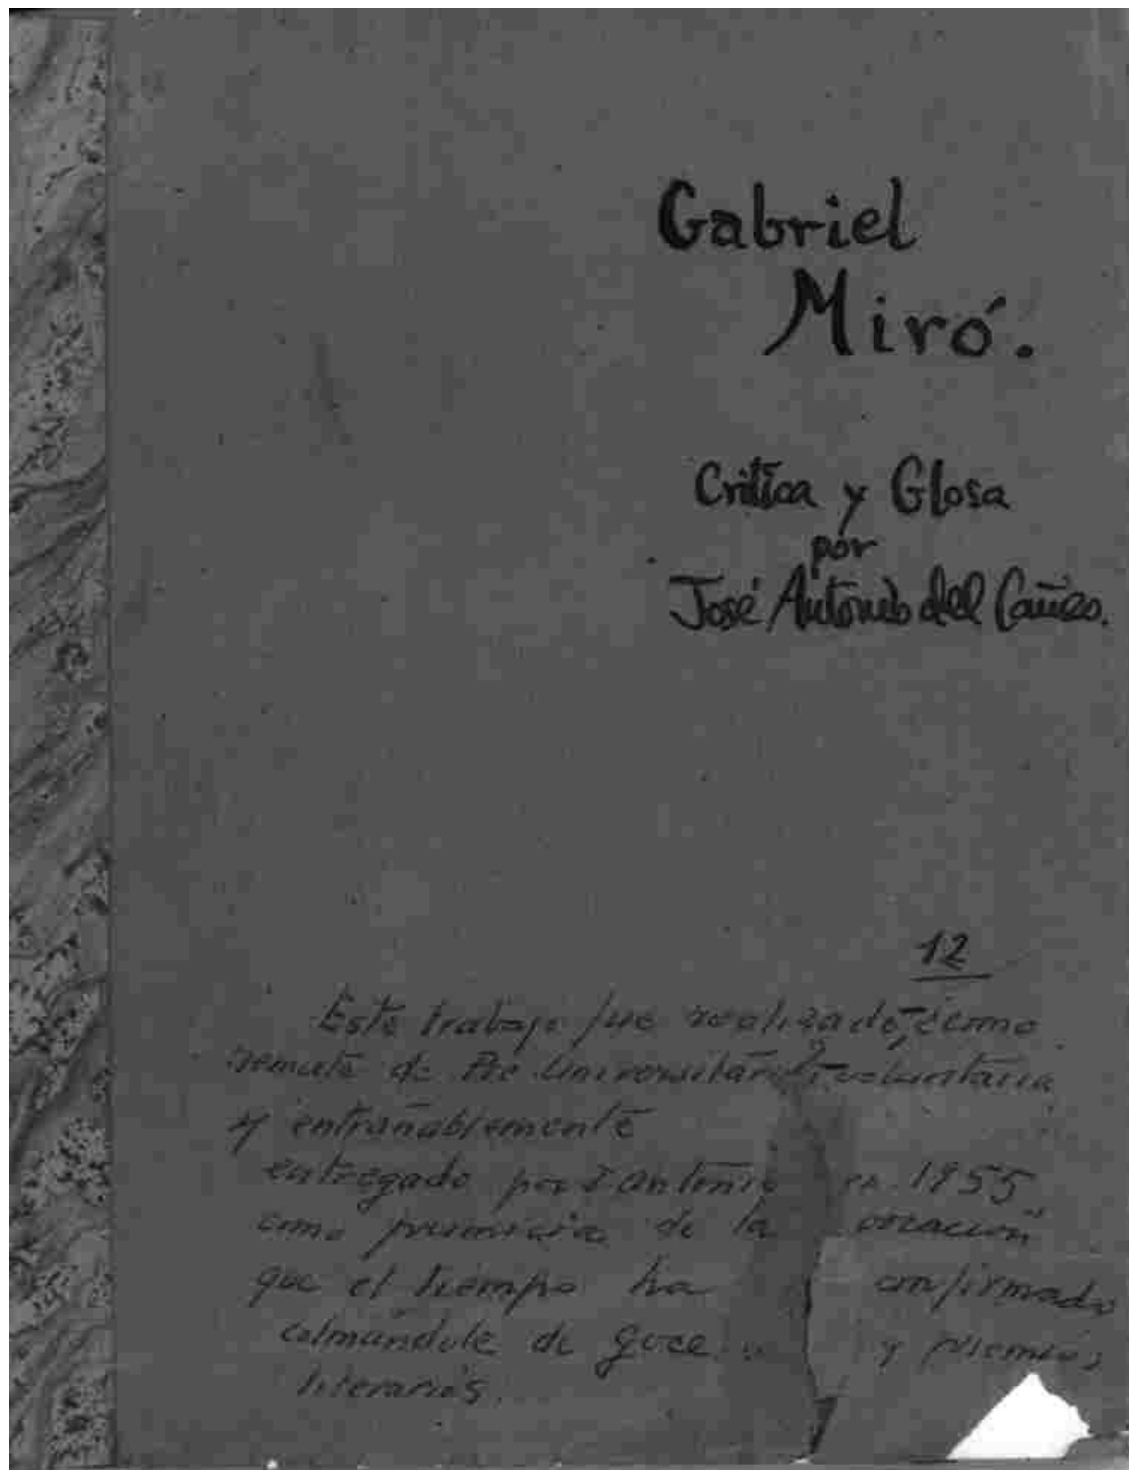 Gabriel
Miró.
Crítica y Glosa
por
José Antonio del Cañizo.
12
Este trabajo fue realizado, como
remate de Pre Universitario, voluntaria
y entrañablemente
entregado por J. Antonio en 1955
como primicia de la vocación
que el tiempo ha confirmado
colmándole de goce y premios
literarios.